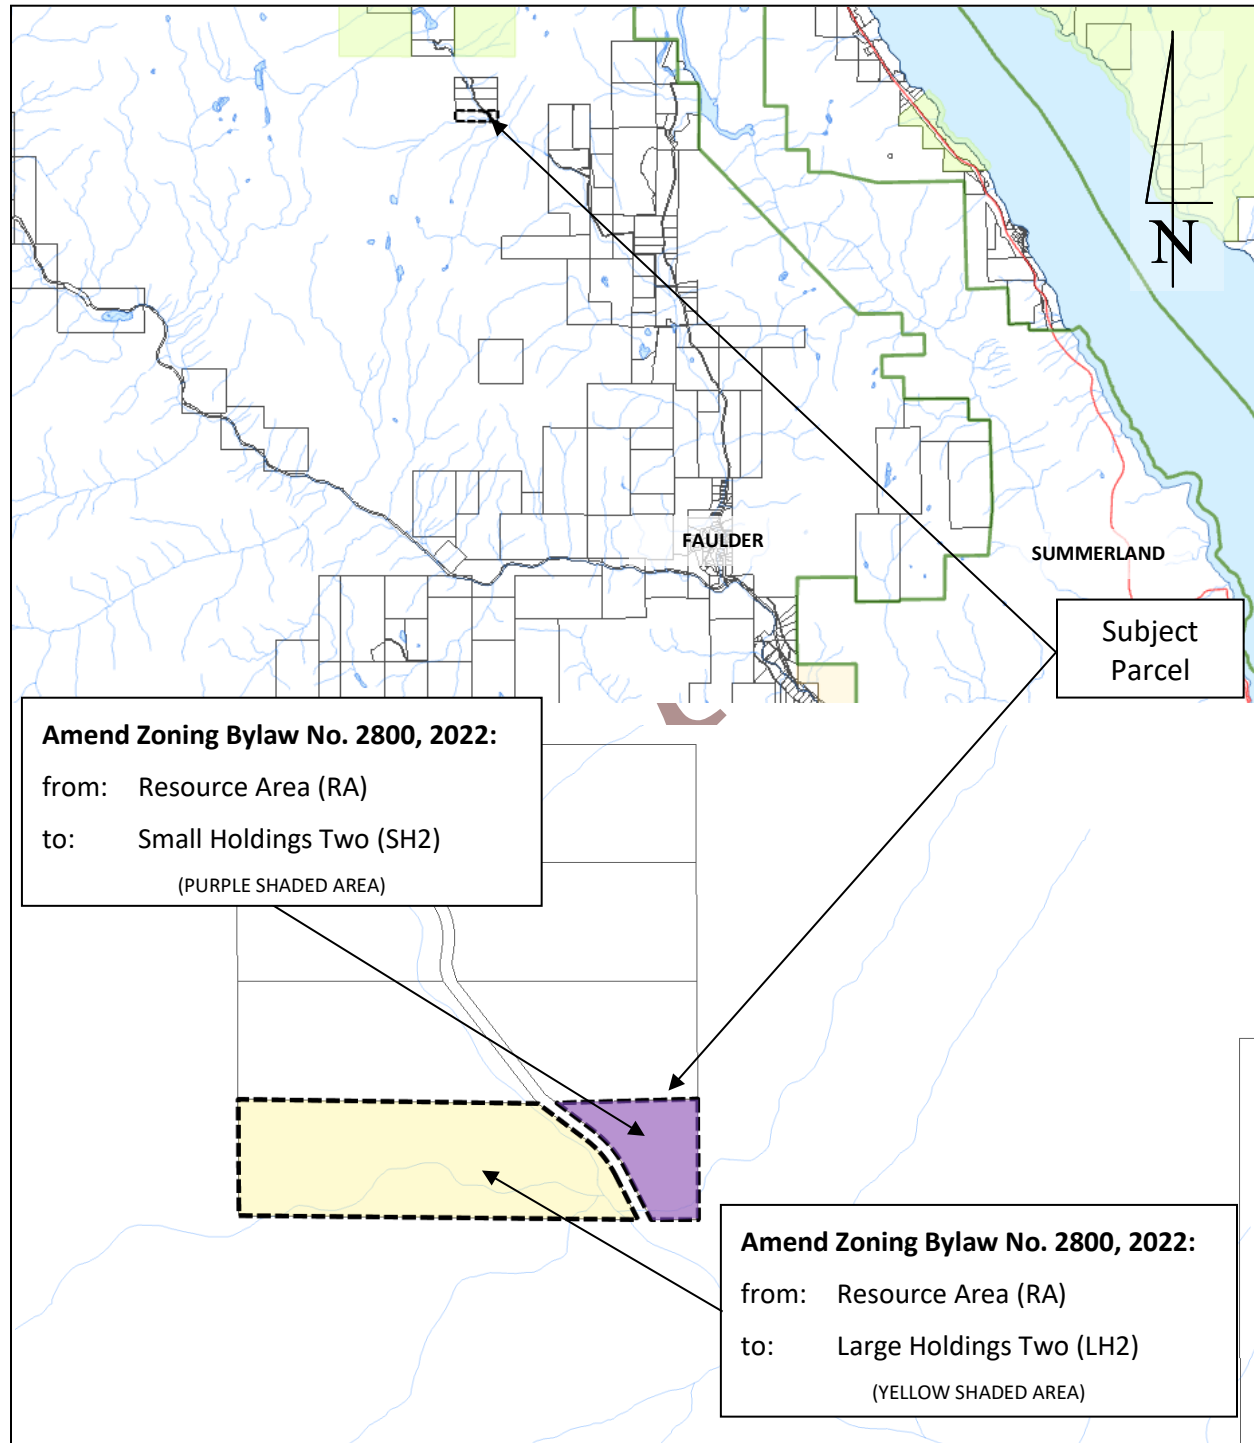 N
FAULDER
SUMMERLAND
Subject
Parcel
Amend Zoning Bylaw No. 2800, 2022:
from: Resource Area (RA)
to: Small Holdings Two (SH2)
(PURPLE SHADED AREA)
Amend Zoning Bylaw No. 2800, 2022:
from: Resource Area (RA)
to: Large Holdings Two (LH2)
(YELLOW SHADED AREA)